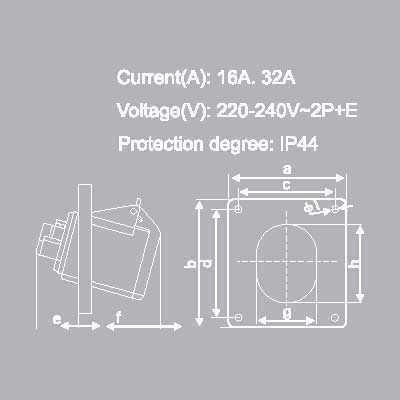 Current(A): 16A. 32A
Voltage(V): 220-240V~2P+E
Protection degree: IP44
a
c
b
d
h
g
e
f